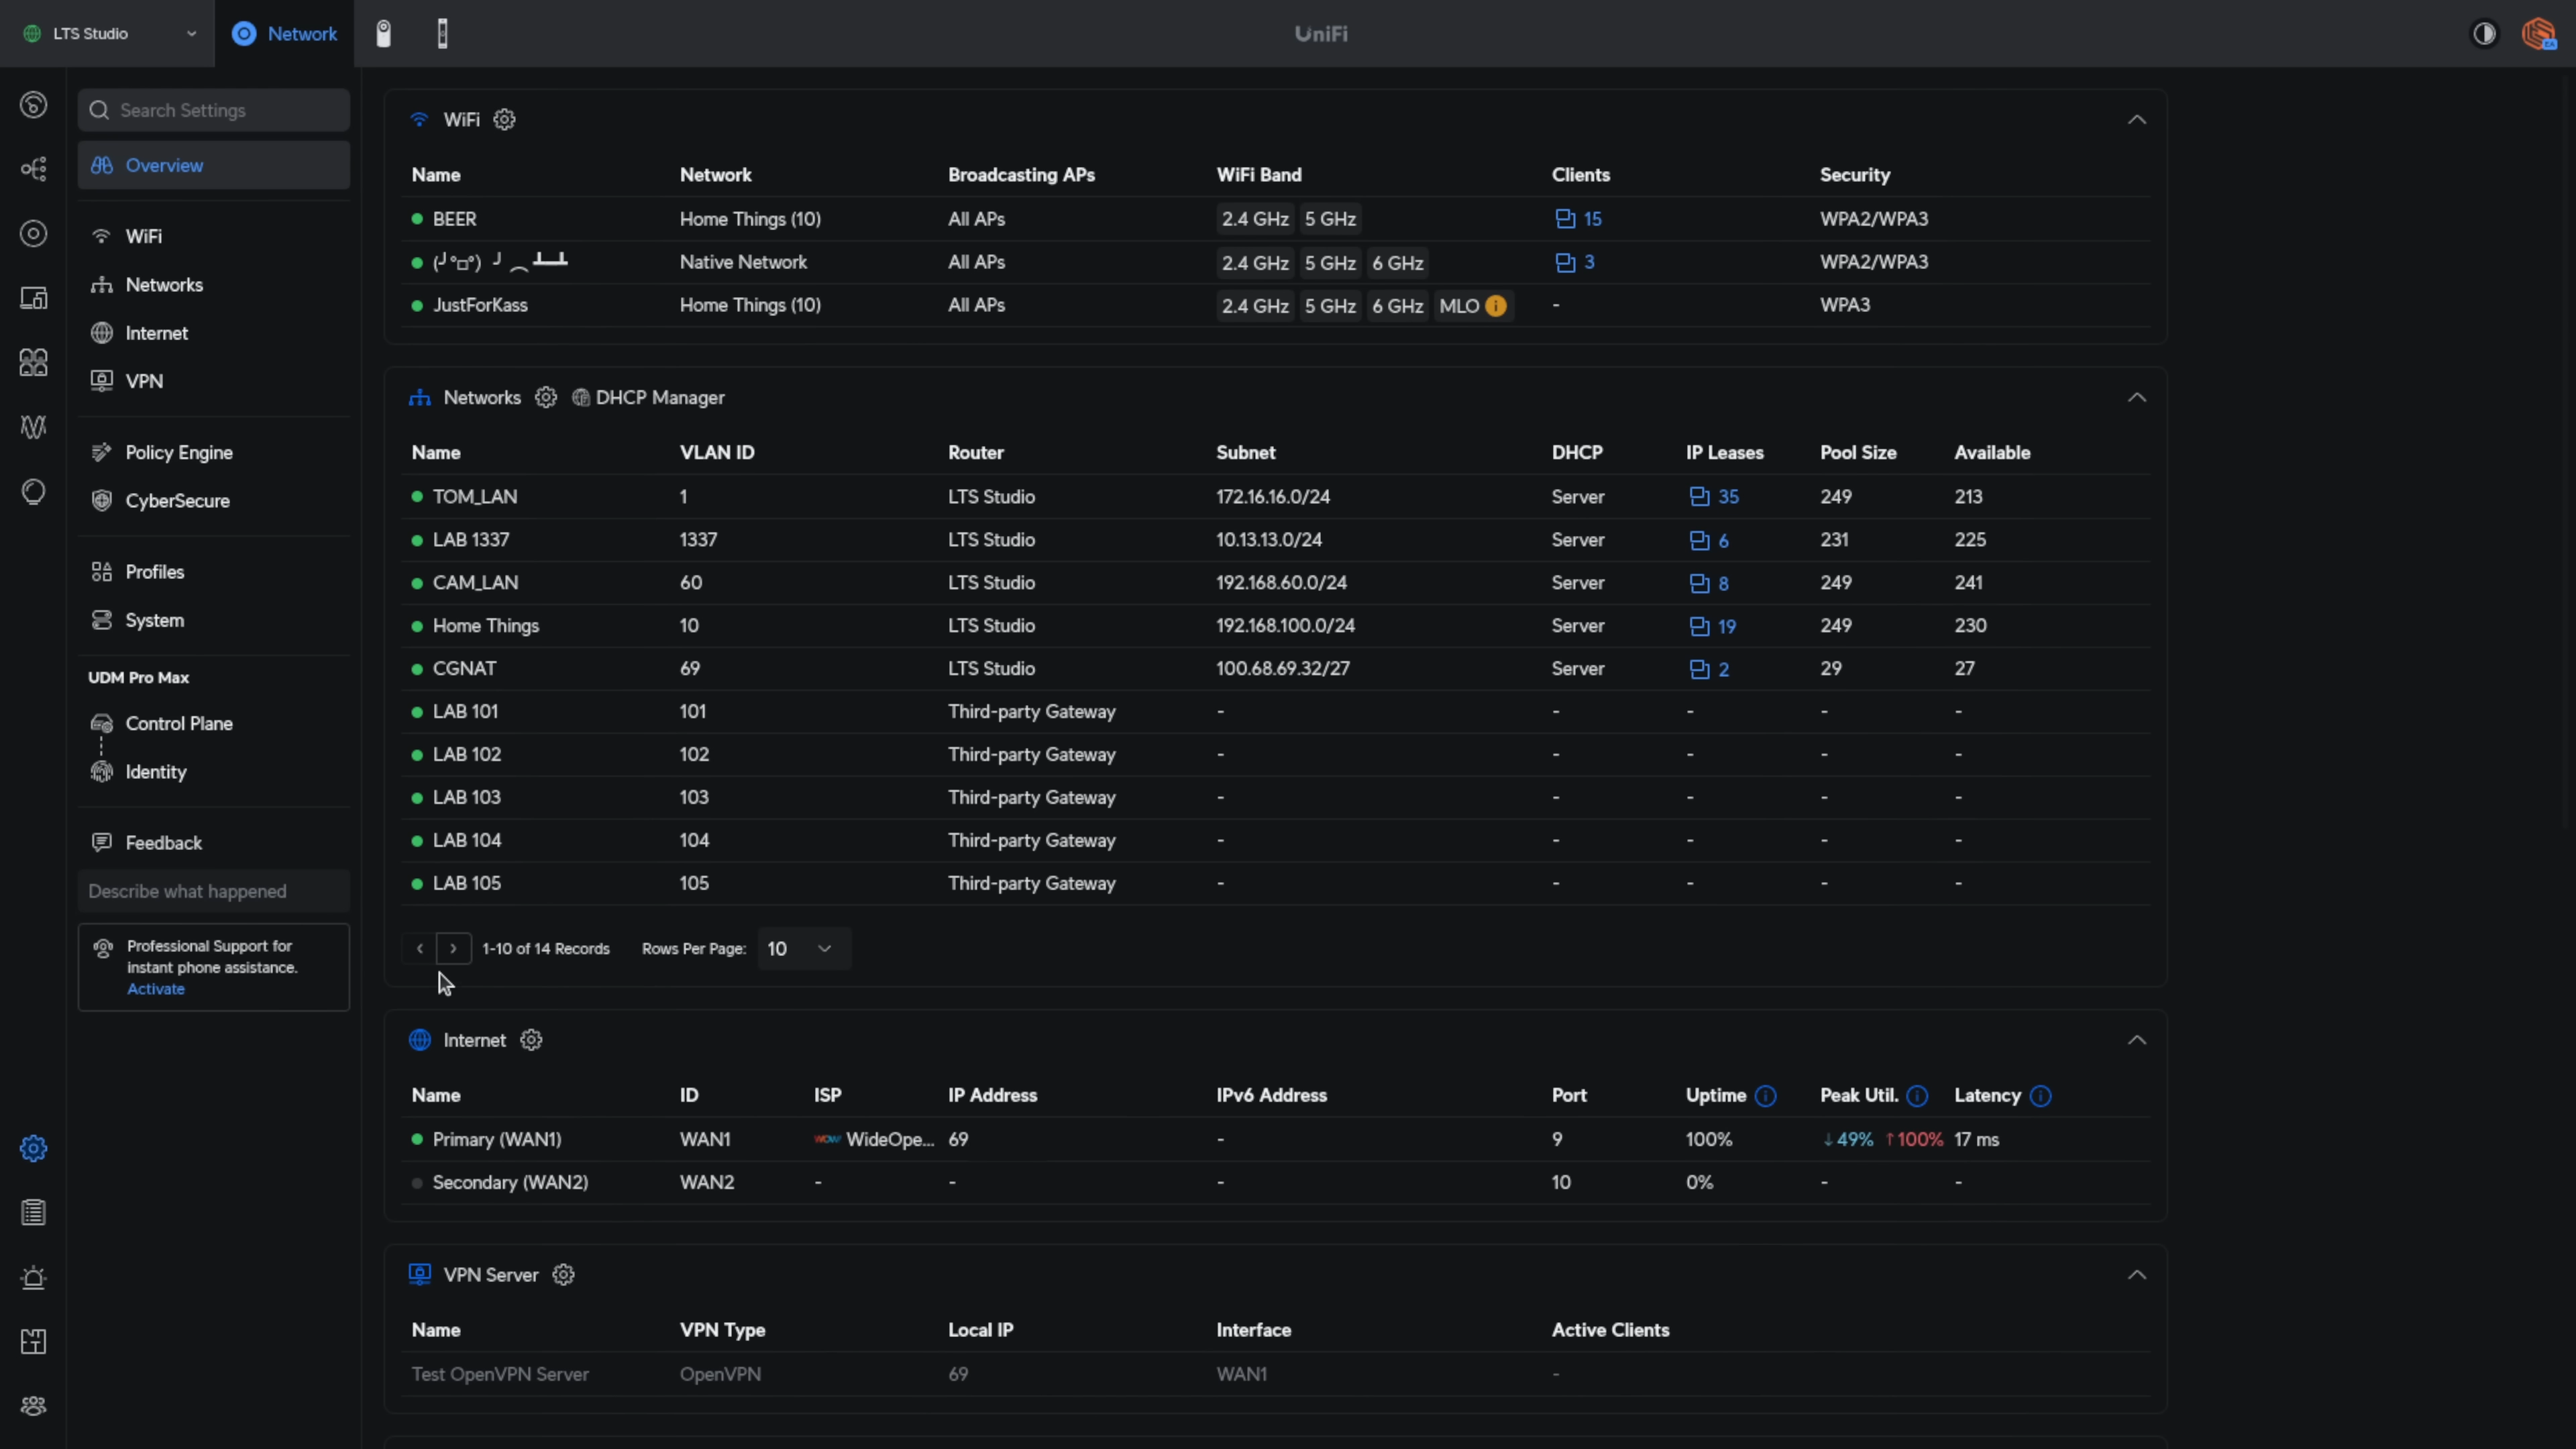 LTS Studio Network UniFi
EA
Search Settings
Overview
WiFi
Networks
Internet
VPN
Policy Engine
CyberSecure
Profiles
System
UDM Pro Max
Control Plane
Identity
Feedback
Describe what happened
Professional Support for
instant phone assistance.
Activate
WiFi
Name Network Broadcasting APs WiFi Band Clients Security
BEER Home Things (10) All APs 2.4 GHz 5 GHz 15 WPA2/WPA3
(╯°□°)╯︵ ┻━┻ Native Network All APs 2.4 GHz 5 GHz 6 GHz 3 WPA2/WPA3
JustForKass Home Things (10) All APs 2.4 GHz 5 GHz 6 GHz MLO - WPA3
Networks DHCP Manager
Name VLAN ID Router Subnet DHCP IP Leases Pool Size Available
TOM_LAN 1 LTS Studio 172.16.16.0/24 Server 35 249 213
LAB 1337 1337 LTS Studio 10.13.13.0/24 Server 6 231 225
CAM_LAN 60 LTS Studio 192.168.60.0/24 Server 8 249 241
Home Things 10 LTS Studio 192.168.100.0/24 Server 19 249 230
CGNAT 69 LTS Studio 100.68.69.32/27 Server 2 29 27
LAB 101 101 Third-party Gateway - - - - -
LAB 102 102 Third-party Gateway - - - - -
LAB 103 103 Third-party Gateway - - - - -
LAB 104 104 Third-party Gateway - - - - -
LAB 105 105 Third-party Gateway - - - - -
< > 1-10 of 14 Records Rows Per Page: 10
Internet
Name ID ISP IP Address IPv6 Address Port Uptime Peak Util. Latency
Primary (WAN1) WAN1 WOW! WideOpe... 69 - 9 100% ↓49% ↑100% 17 ms
Secondary (WAN2) WAN2 - - - 10 0% - -
VPN Server
Name VPN Type Local IP Interface Active Clients
Test OpenVPN Server OpenVPN 69 WAN1 -